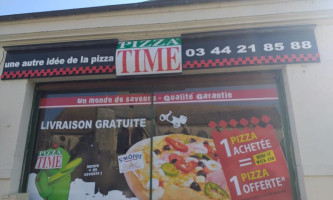 une autre idée de la pizza
PIZZA
TIME
03 44 21 85 88
Un monde de saveurs - Qualité Garantie
LIVRAISON GRATUITE
PIZZA
TIME
1 PIZZA
ACHETÉE
=
1 PIZZA
OFFERTE*